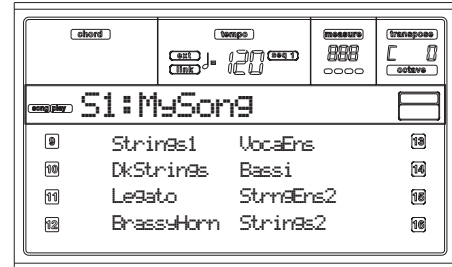 chord tempo measure transpose
ext link ♩= 120 seq 1 888 C 0
octave
song play S1:MySong
9 Strings1 VocaEns 13
10 DkStrings Bassi 14
11 Legato StrngEns2 15
12 BrassyHorn Strings2 16